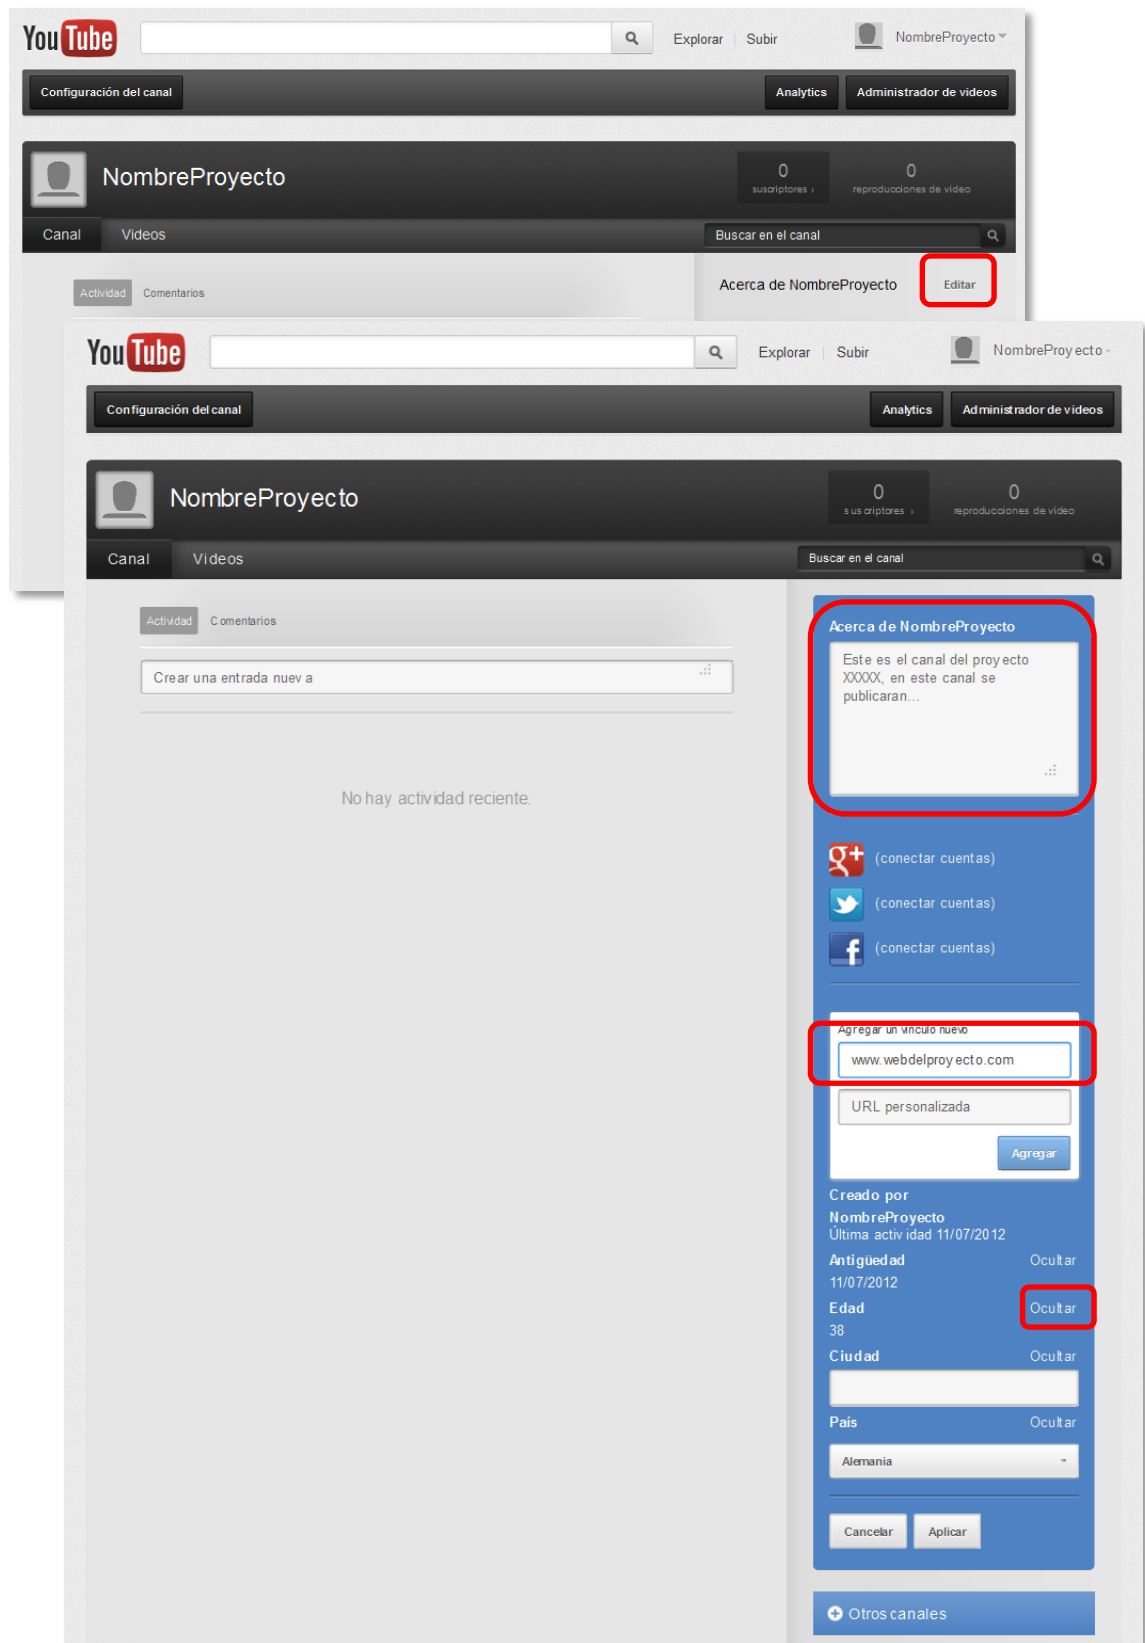 YouTube
Explorar Subir NombreProyecto
Configuración del canal Analytics Administrador de videos
NombreProyecto
0 0
suscriptores › reproducciones de video
Canal Videos Buscar en el canal
Actividad Comentarios Acerca de NombreProyecto Editar
YouTube
Explorar Subir NombreProyecto
Configuración del canal Analytics Administrador de videos
NombreProyecto
0 0
suscriptores › reproducciones de video
Canal Videos Buscar en el canal
Actividad Comentarios
Crear una entrada nueva
No hay actividad reciente.
Acerca de NombreProyecto
Este es el canal del proyecto
XXXXX, en este canal se
publicaran...
g+ (conectar cuentas)
(conectar cuentas)
f (conectar cuentas)
Agregar un vínculo nuevo
www.webdelproyecto.com
URL personalizada
Agregar
Creado por
NombreProyecto
Última actividad 11/07/2012
Antigüedad Ocultar
11/07/2012
Edad Ocultar
38
Ciudad Ocultar
País Ocultar
Alemania
Cancelar Aplicar
Otros canales